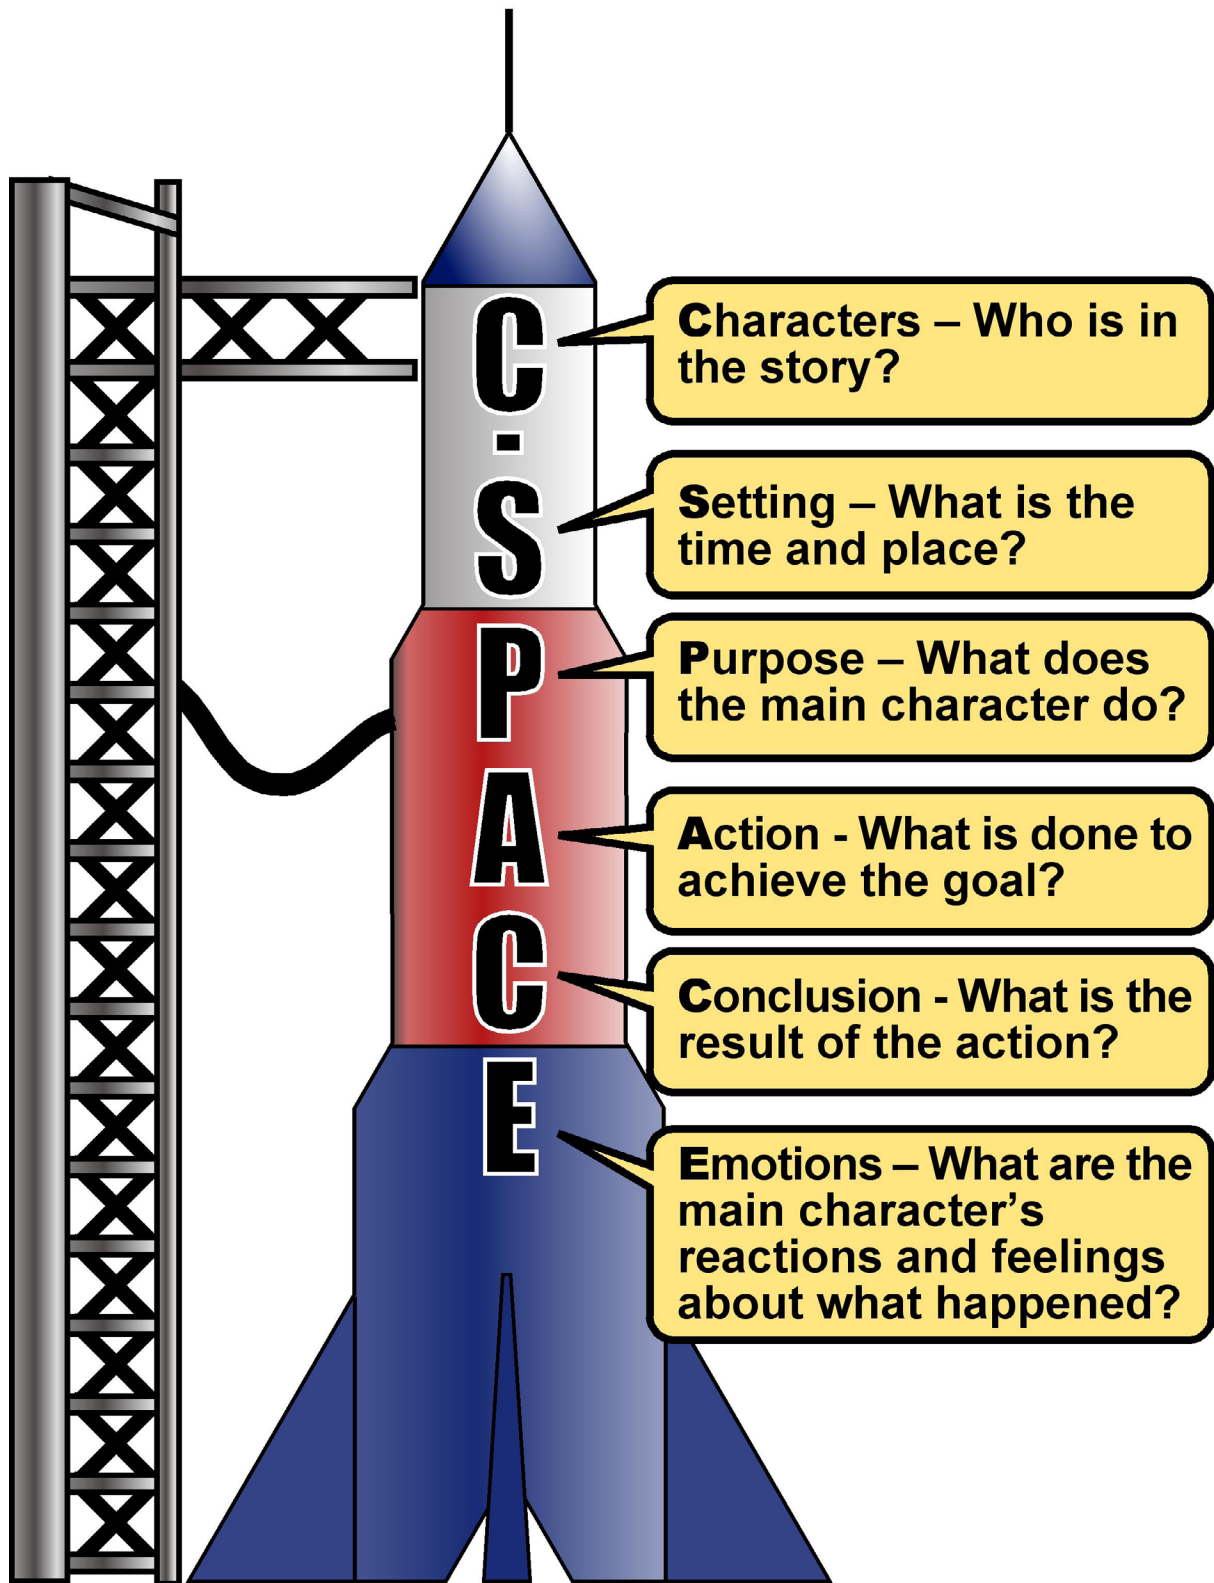 C-SPACE
Characters – Who is in
the story?
Setting – What is the
time and place?
Purpose – What does
the main character do?
Action - What is done to
achieve the goal?
Conclusion - What is the
result of the action?
Emotions – What are the
main character’s
reactions and feelings
about what happened?